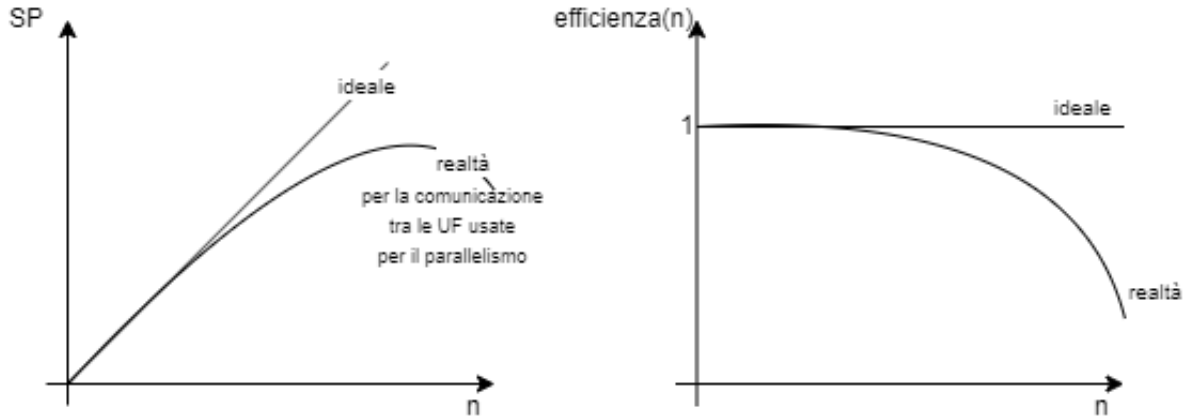 SP
ideale
realtà
per la comunicazione
tra le UF usate
per il parallelismo
n
efficienza(n)
1
ideale
realtà
n